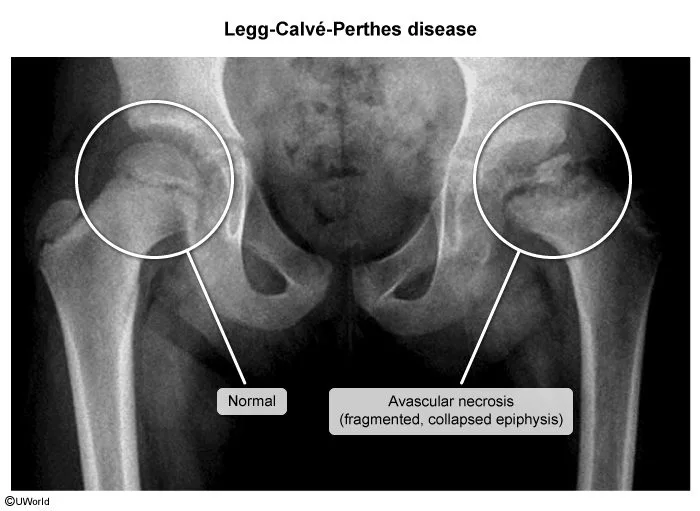 Legg-Calvé-Perthes disease
Normal
Avascular necrosis
(fragmented, collapsed epiphysis)
©UWorld